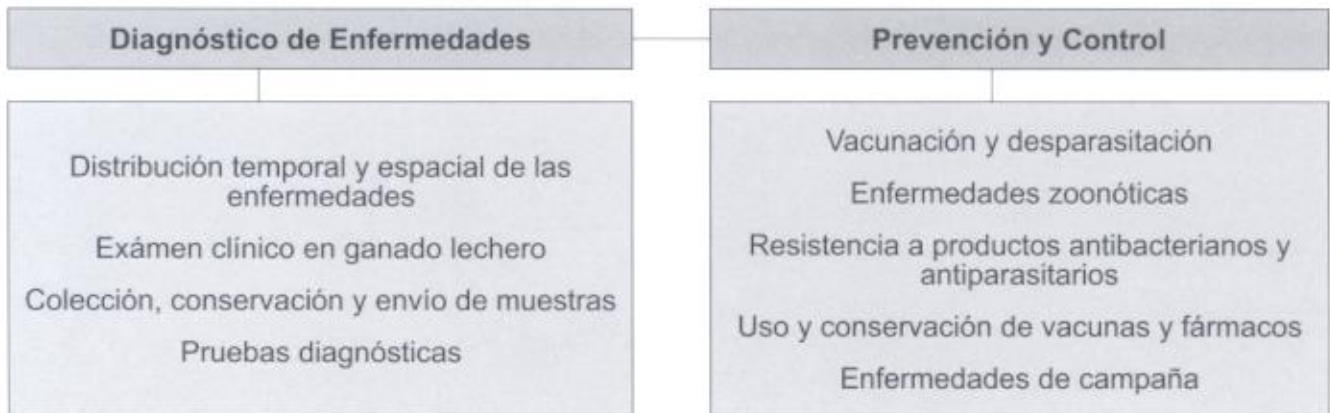 Diagnóstico de Enfermedades
Distribución temporal y espacial de las
enfermedades
Exámen clínico en ganado lechero
Colección, conservación y envío de muestras
Pruebas diagnósticas
Prevención y Control
Vacunación y desparasitación
Enfermedades zoonóticas
Resistencia a productos antibacterianos y
antiparasitarios
Uso y conservación de vacunas y fármacos
Enfermedades de campaña